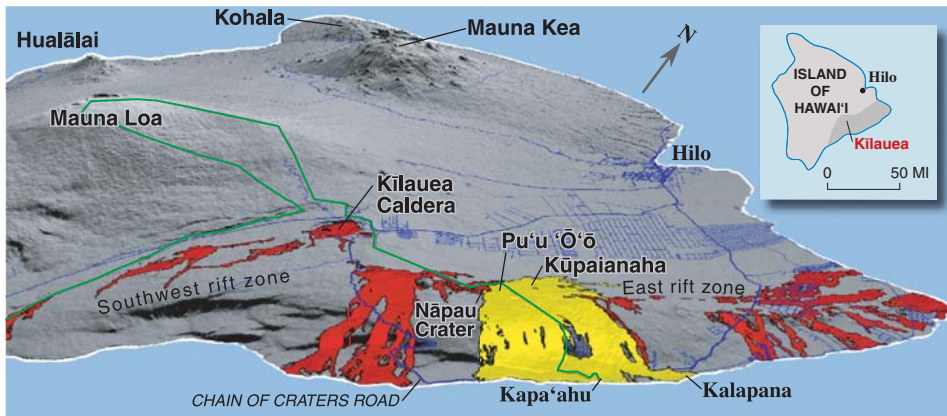 Kohala
Mauna Kea
Hualālai
N
ISLAND
OF
HAWAI'I
Hilo
Kīlauea
0 50 MI
Mauna Loa
Hilo
Kīlauea
Caldera
Pu'u 'Ō'ō
Kūpaianaha
Southwest rift zone
East rift zone
Nāpau
Crater
CHAIN OF CRATERS ROAD
Kapa'ahu
Kalapana